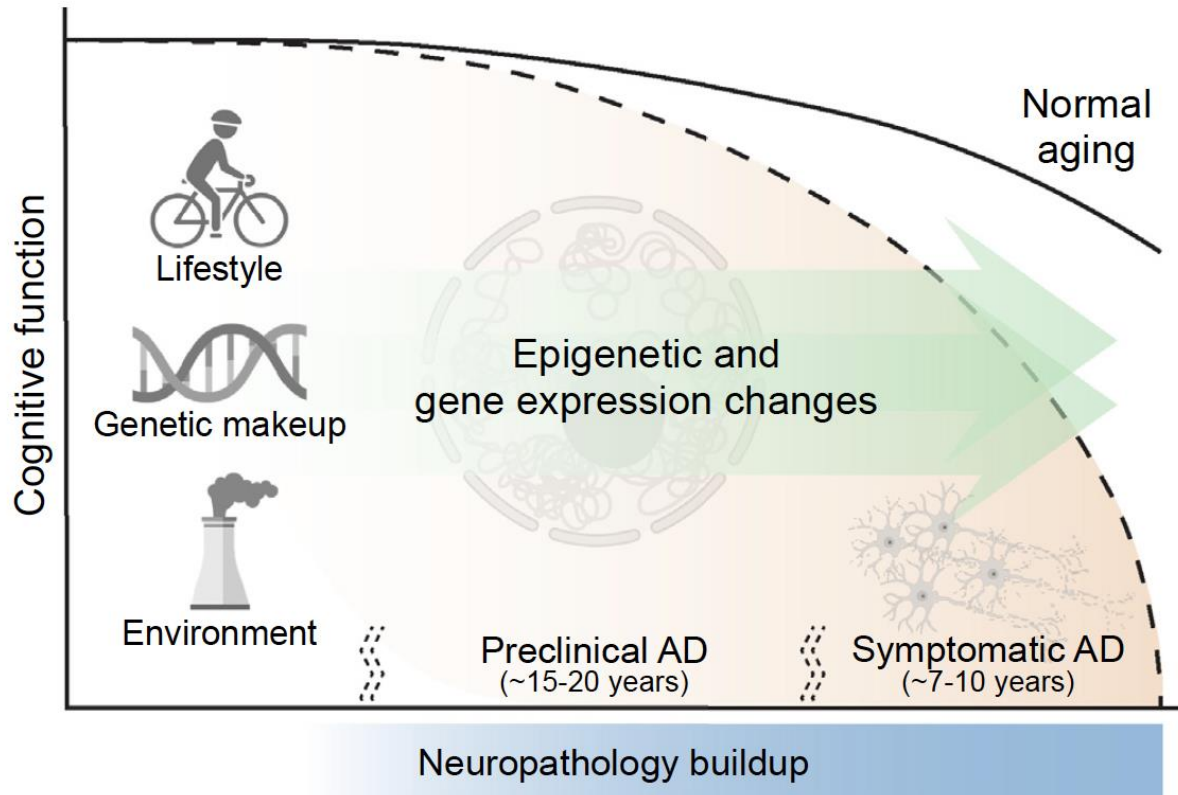 Cognitive function
Normal
aging
Lifestyle
Genetic makeup
Environment
Epigenetic and
gene expression changes
Preclinical AD
(~15-20 years)
Symptomatic AD
(~7-10 years)
Neuropathology buildup